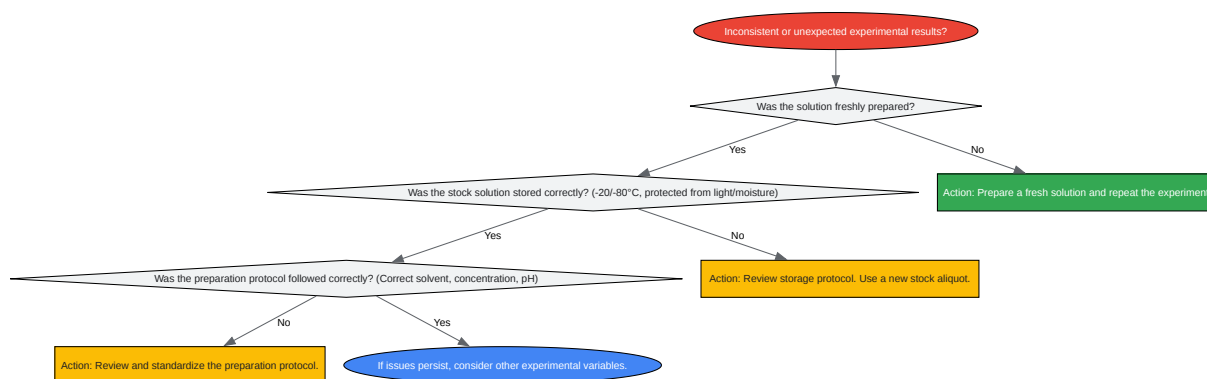 Inconsistent or unexpected experimental results?
Was the solution freshly prepared?
Yes
No
Was the stock solution stored correctly? (-20/-80°C, protected from light/moisture)
Action: Prepare a fresh solution and repeat the experiment
Yes
No
Was the preparation protocol followed correctly? (Correct solvent, concentration, pH)
Action: Review storage protocol. Use a new stock aliquot.
No
Yes
Action: Review and standardize the preparation protocol.
If issues persist, consider other experimental variables.